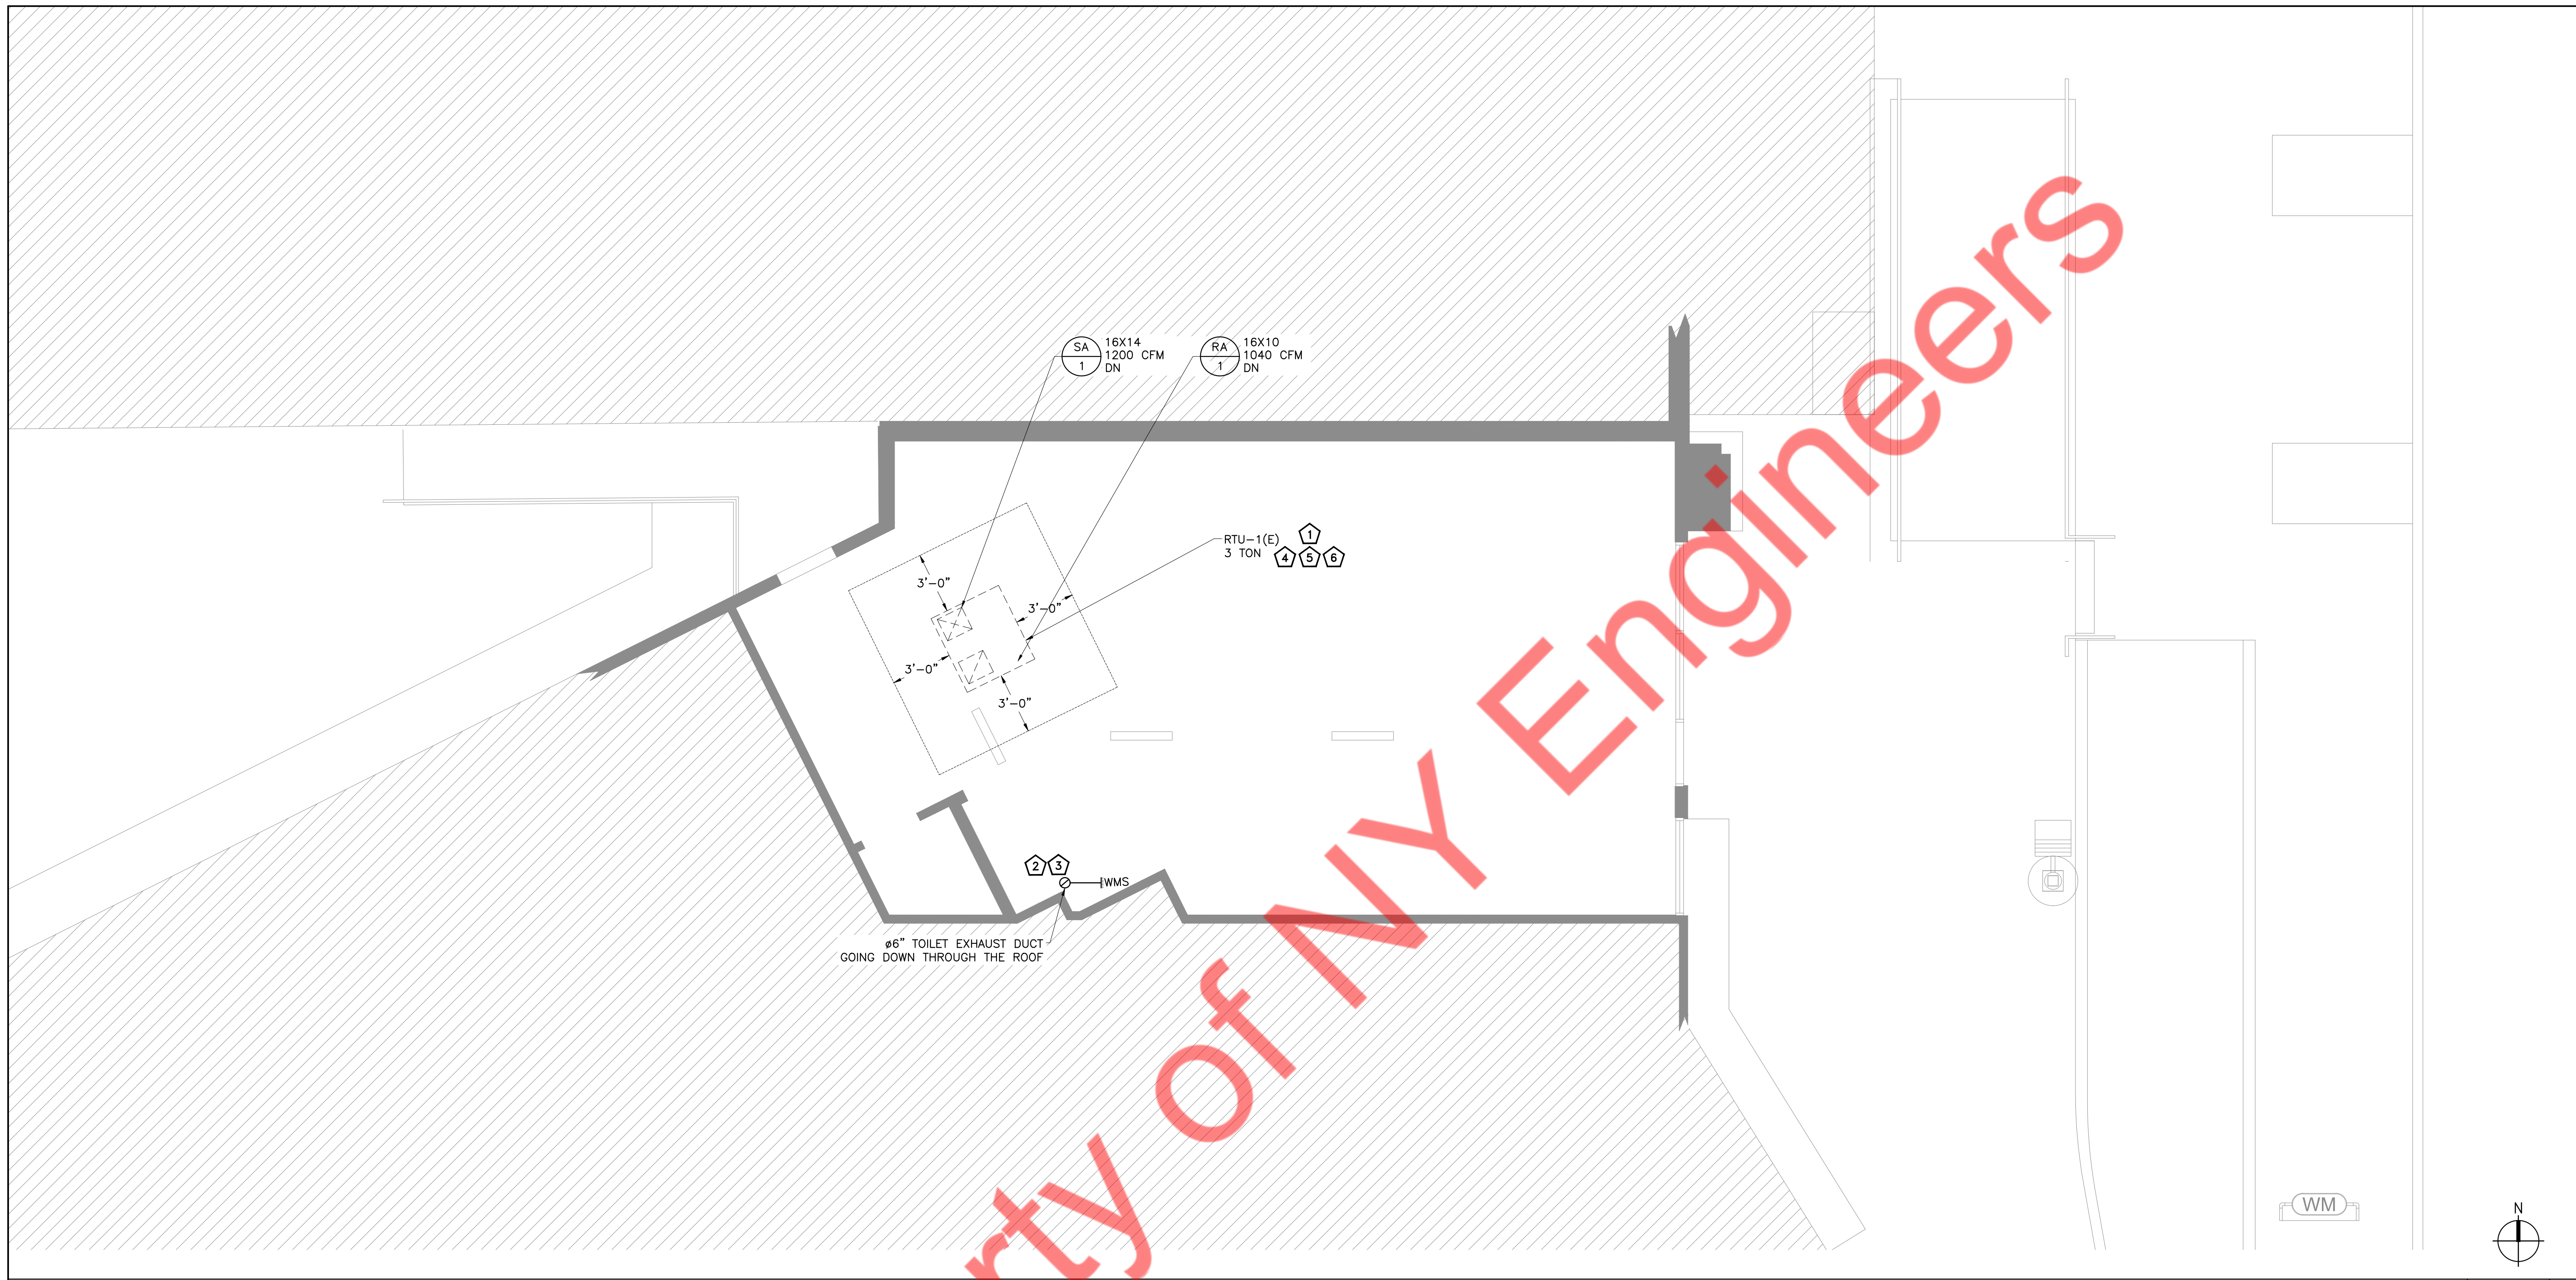 SA
1
16X14
1200 CFM
DN
RA
1
16X10
1040 CFM
DN
RTU-1(E)
3 TON
1
4
5
6
3'-0"
3'-0"
3'-0"
3'-0"
2
3
WMS
ø6" TOILET EXHAUST DUCT
GOING DOWN THROUGH THE ROOF
rty of NY Engineers
WM
N